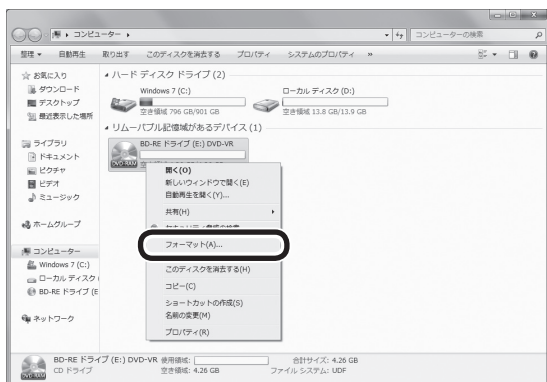 コンピューター
コンピューターの検索
整理 自動再生 取り出す このディスクを消去する プロパティ システムのプロパティ »
お気に入り
ダウンロード
デスクトップ
最近表示した場所
ライブラリ
ドキュメント
ピクチャ
ビデオ
ミュージック
ホームグループ
コンピューター
Windows 7 (C:)
ローカル ディスク (
BD-RE ドライブ (E
ネットワーク
ハード ディスク ドライブ (2)
Windows 7 (C:)
空き領域 796 GB/901 GB
ローカル ディスク (D:)
空き領域 13.8 GB/13.9 GB
リムーバブル記憶域があるデバイス (1)
BD-RE ドライブ (E:) DVD-VR
DVD-RAM
開く(O)
新しいウィンドウで開く(E)
自動再生を開く(Y)...
共有(H)
フォーマット(A)...
このディスクを消去する(H)
コピー(C)
ショートカットの作成(S)
名前の変更(M)
プロパティ(R)
BD-RE ドライブ (E:) DVD-VR 使用領域: 合計サイズ: 4.26 GB
CD ドライブ 空き領域: 4.26 GB ファイル システム: UDF
DVD-RAM